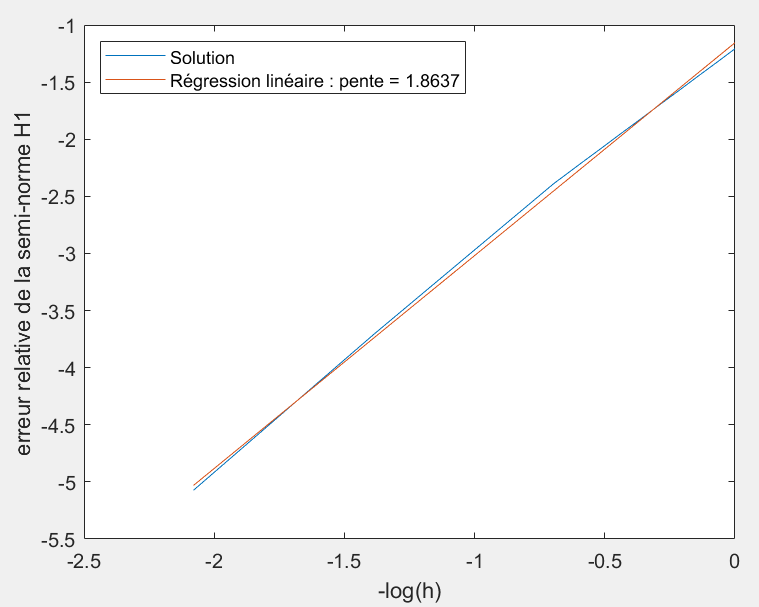 -1
Solution
Régression linéaire : pente = 1.8637
-1.5
-2
-2.5
-3
-3.5
-4
-4.5
-5
-5.5
erreur relative de la semi-norme H1
-2.5 -2 -1.5 -1 -0.5 0
-log(h)